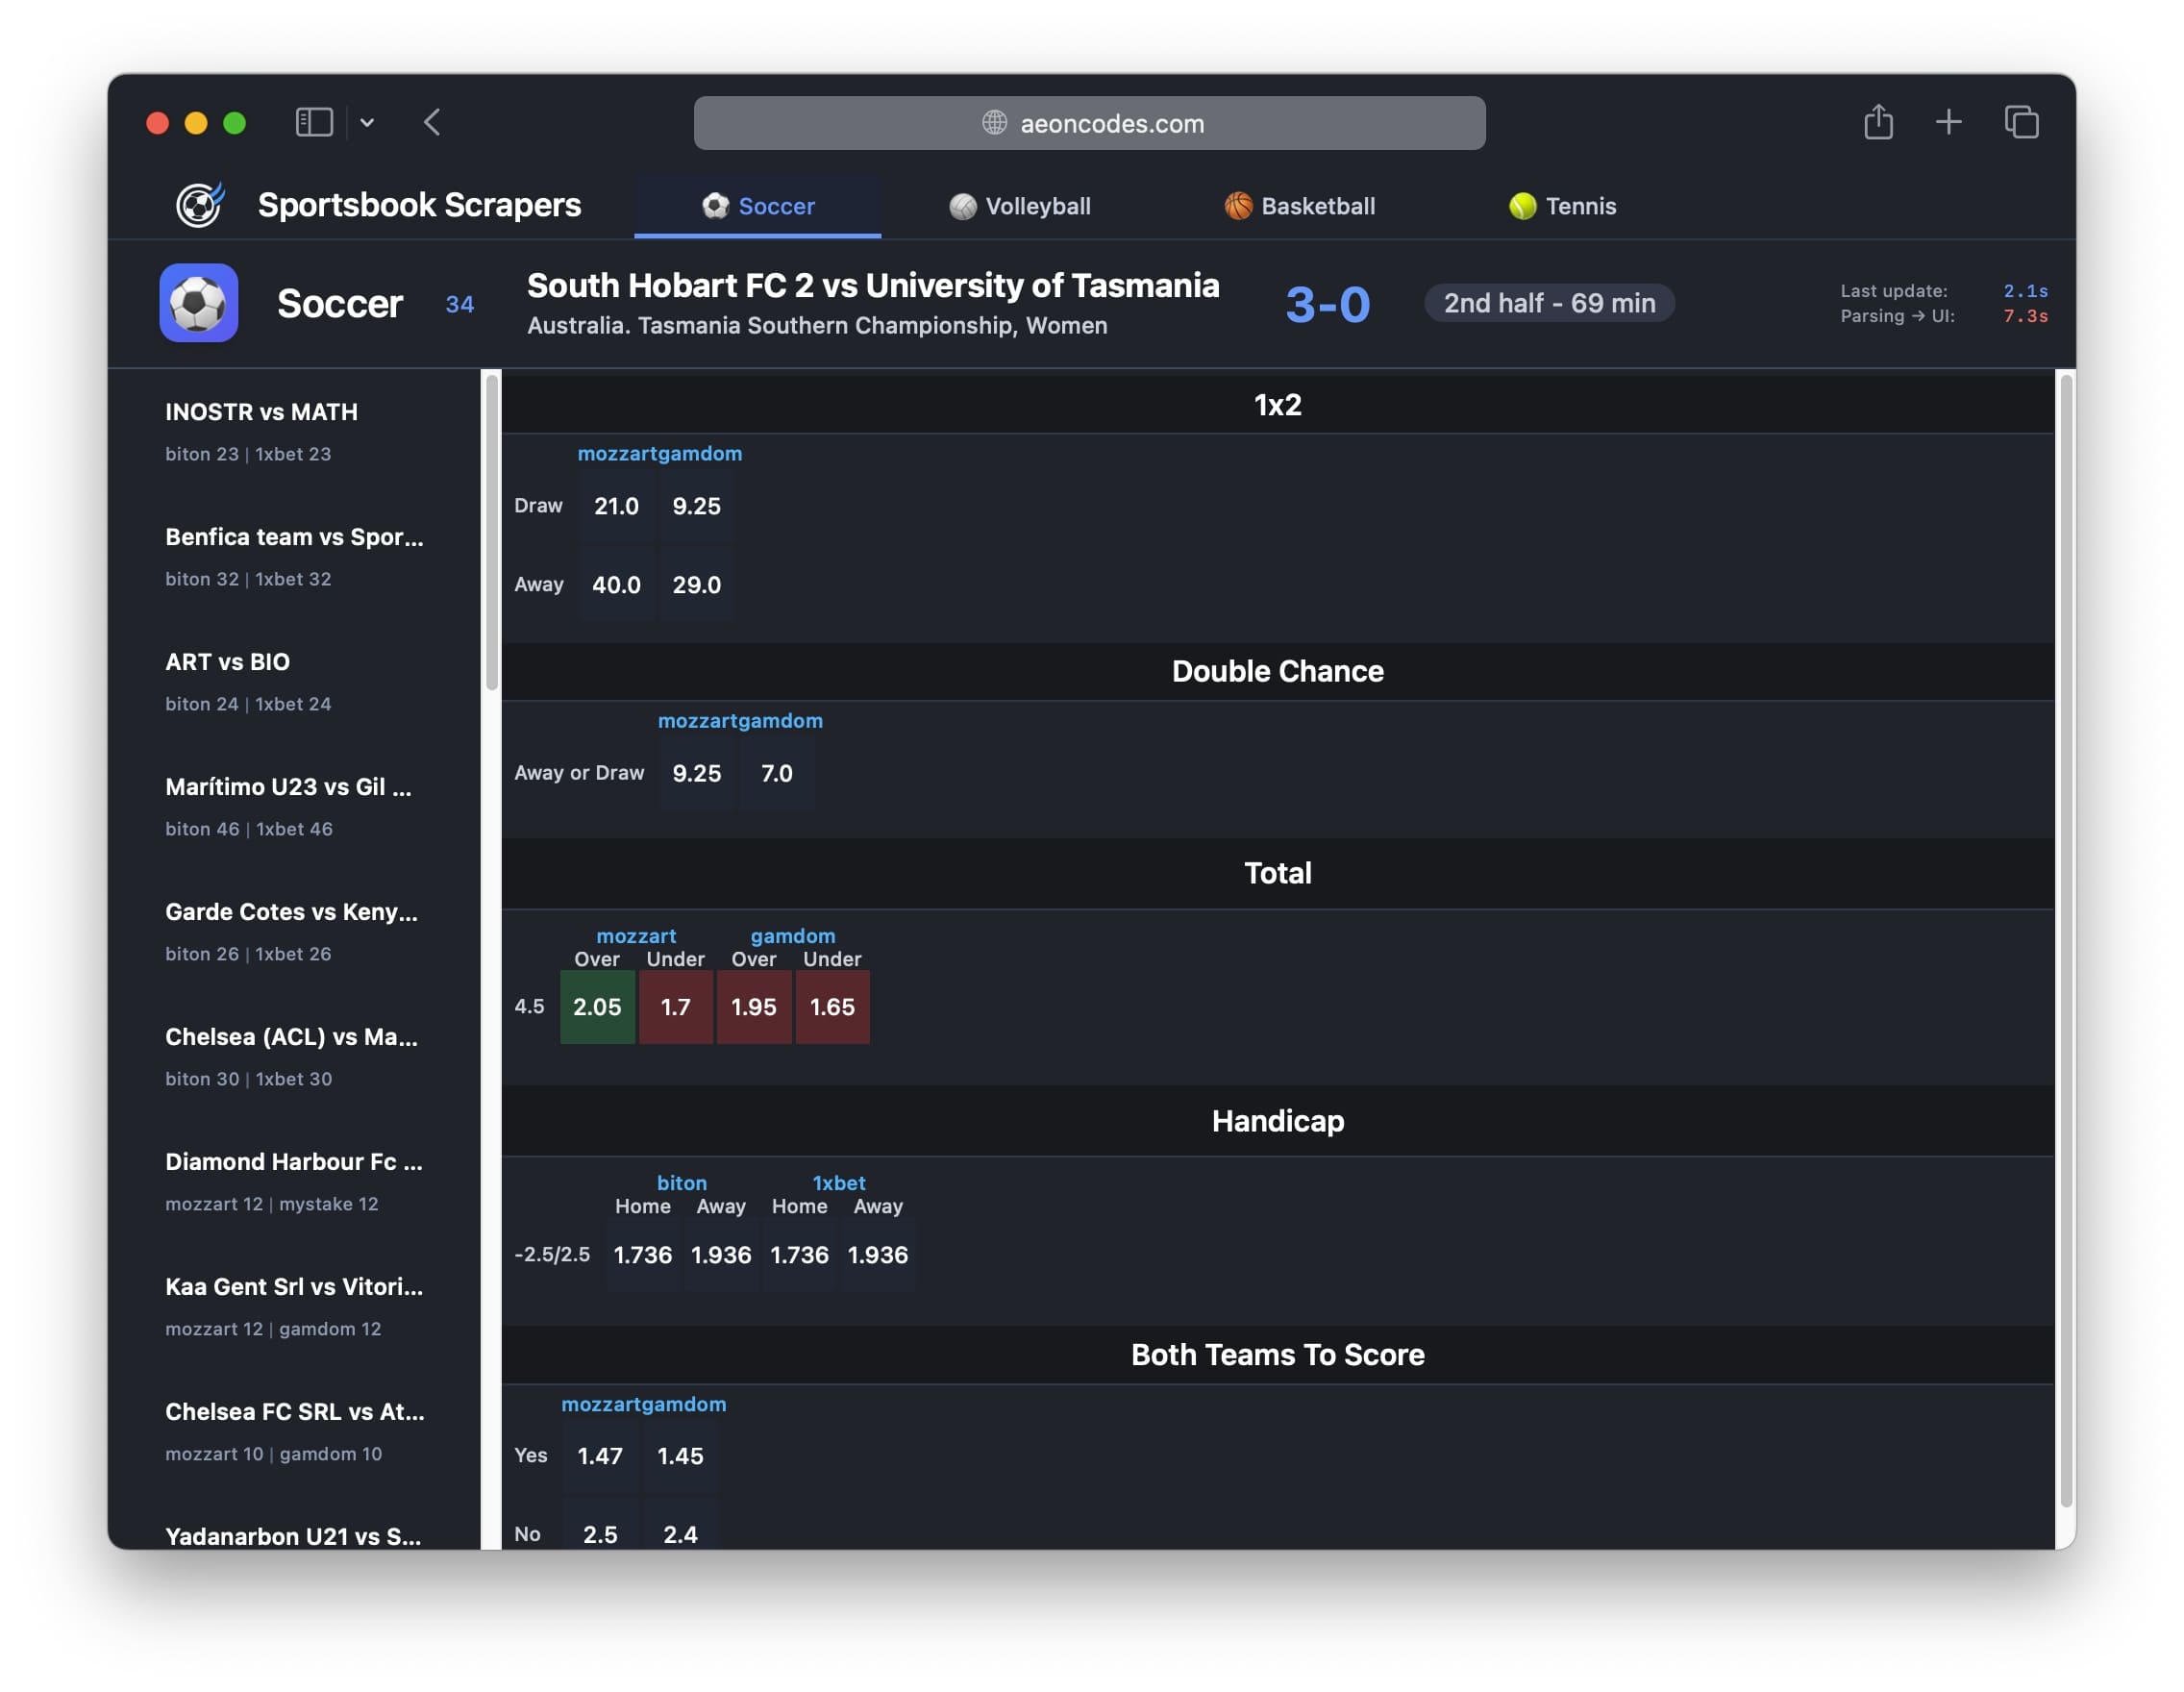 aeoncodes.com
Sportsbook Scrapers
Soccer
Volleyball
Basketball
Tennis
Soccer 34
South Hobart FC 2 vs University of Tasmania
Australia. Tasmania Southern Championship, Women
3-0
2nd half - 69 min
Last update: 2.1s
Parsing → UI: 7.3s
INOSTR vs MATH
biton 23 | 1xbet 23
Benfica team vs Spor...
biton 32 | 1xbet 32
ART vs BIO
biton 24 | 1xbet 24
Marítimo U23 vs Gil ...
biton 46 | 1xbet 46
Garde Cotes vs Keny...
biton 26 | 1xbet 26
Chelsea (ACL) vs Ma...
biton 30 | 1xbet 30
Diamond Harbour Fc ...
mozzart 12 | mystake 12
Kaa Gent Srl vs Vitori...
mozzart 12 | gamdom 12
Chelsea FC SRL vs At...
mozzart 10 | gamdom 10
Yadanarbon U21 vs S...
1x2
mozzartgamdom
Draw 21.0 9.25
Away 40.0 29.0
Double Chance
mozzartgamdom
Away or Draw 9.25 7.0
Total
mozzart gamdom
Over Under Over Under
4.5 2.05 1.7 1.95 1.65
Handicap
biton 1xbet
Home Away Home Away
-2.5/2.5 1.736 1.936 1.736 1.936
Both Teams To Score
mozzartgamdom
Yes 1.47 1.45
No 2.5 2.4